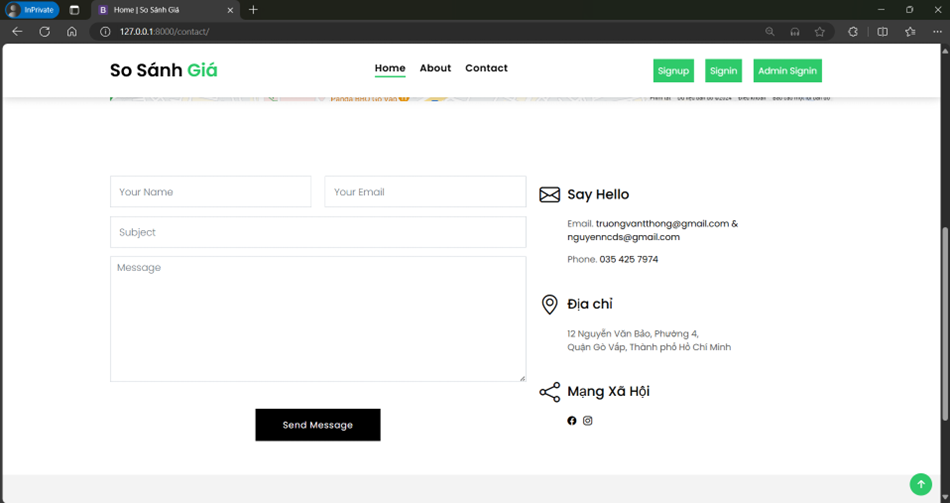 InPrivate
Home | So Sánh Giá
127.0.0.1:8000/contact/
So Sánh Giá
Home About Contact
Signup Signin Admin Signin
Your Name Your Email
Subject
Message
Send Message
Say Hello
Email. truongvantthong@gmail.com &
nguyenncds@gmail.com
Phone. 035 425 7974
Địa chỉ
12 Nguyễn Văn Bảo, Phường 4,
Quận Gò Vấp, Thành phố Hồ Chí Minh
Mạng Xã Hội